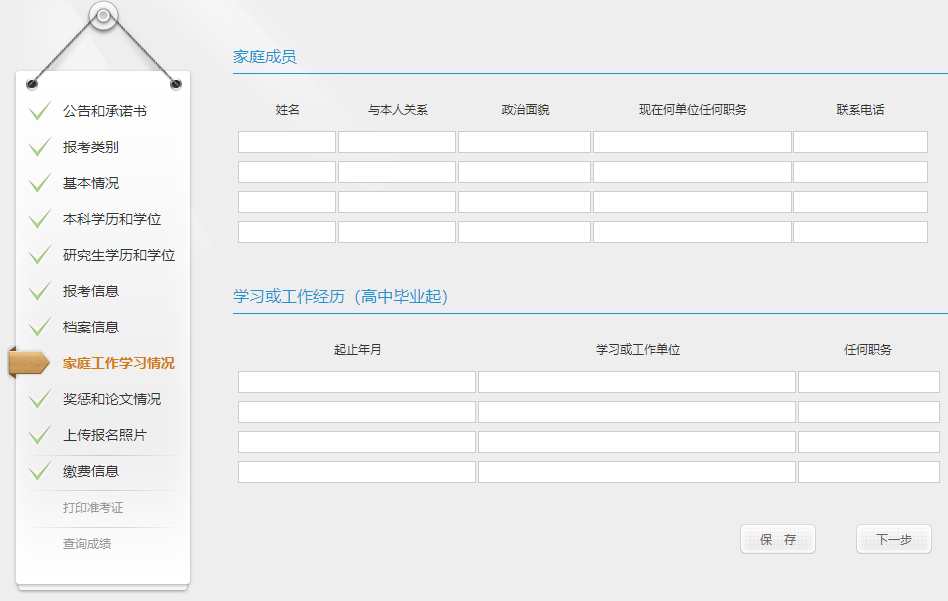 公告和承诺书
报考类别
基本情况
本科学历和学位
研究生学历和学位
报考信息
档案信息
家庭工作学习情况
奖惩和论文情况
上传报名照片
缴费信息
打印准考证
查询成绩
家庭成员
姓名 与本人关系 政治面貌 现在何单位任何职务 联系电话
学习或工作经历（高中毕业起）
起止年月 学习或工作单位 任何职务
保 存 下一步